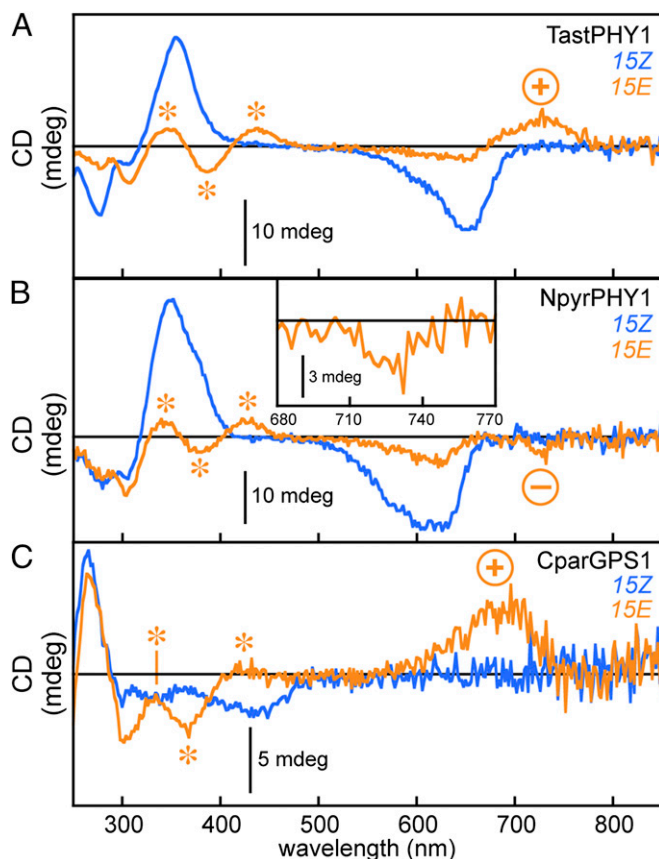 A
TastPHY1
15Z
15E
+
* *
*
CD
(mdeg)
10 mdeg
B
NpyrPHY1
15Z
15E
3 mdeg
680 710 740 770
* *
*
CD
(mdeg)
10 mdeg
−
C
CparGPS1
15Z
15E
+
* *
*
CD
(mdeg)
5 mdeg
300 400 500 600 700 800
wavelength (nm)